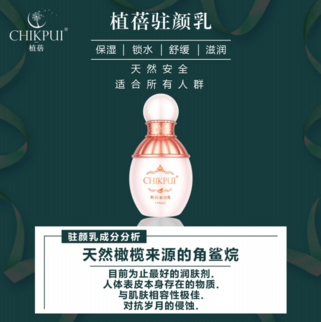 CHIKPUI®
植蓓
植蓓驻颜乳
保湿 | 锁水 | 舒缓 | 滋润
天然安全
适合所有人群
CHIKPUI
驻颜乳成分分析
天然橄榄来源的角鲨烷
目前为止最好的润肤剂.
人体表皮本身存在的物质.
与肌肤相容性极佳.
对抗岁月的侵蚀.